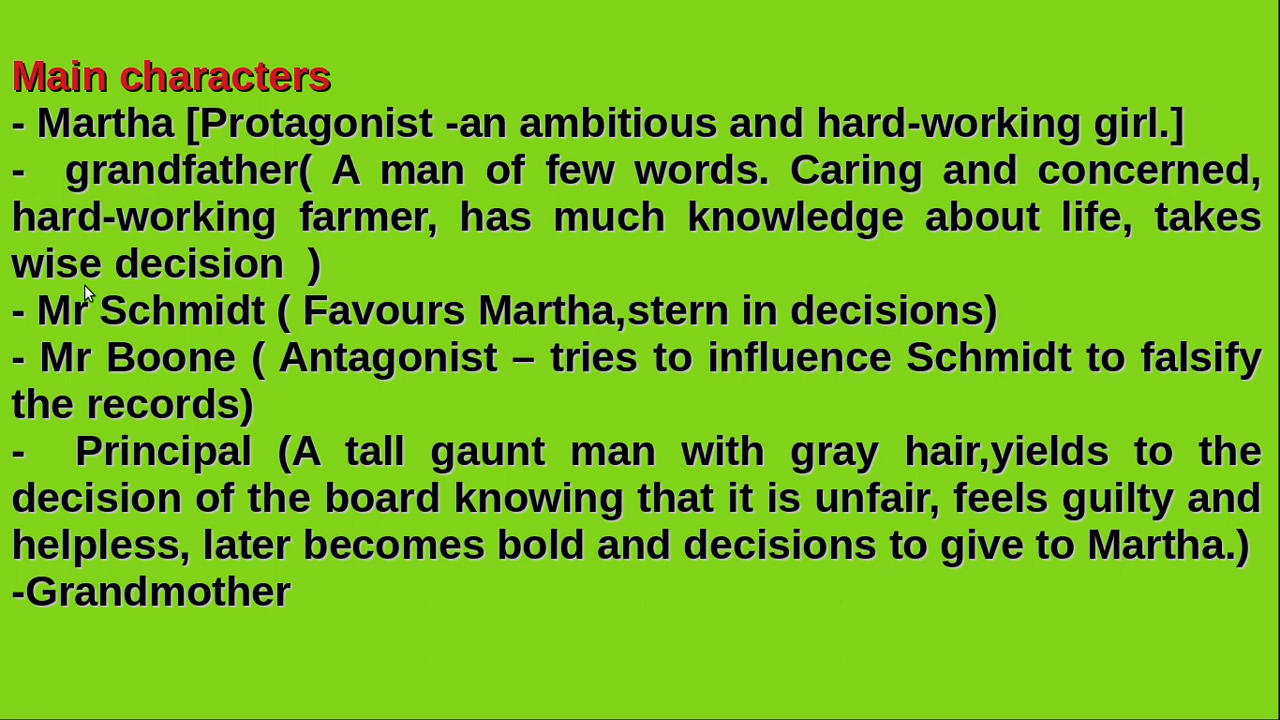 Main characters
- Martha [Protagonist -an ambitious and hard-working girl.]
- grandfather( A man of few words. Caring and concerned,
hard-working farmer, has much knowledge about life, takes
wise decision )
- Mr Schmidt ( Favours Martha,stern in decisions)
- Mr Boone ( Antagonist – tries to influence Schmidt to falsify
the records)
- Principal (A tall gaunt man with gray hair,yields to the
decision of the board knowing that it is unfair, feels guilty and
helpless, later becomes bold and decisions to give to Martha.)
-Grandmother